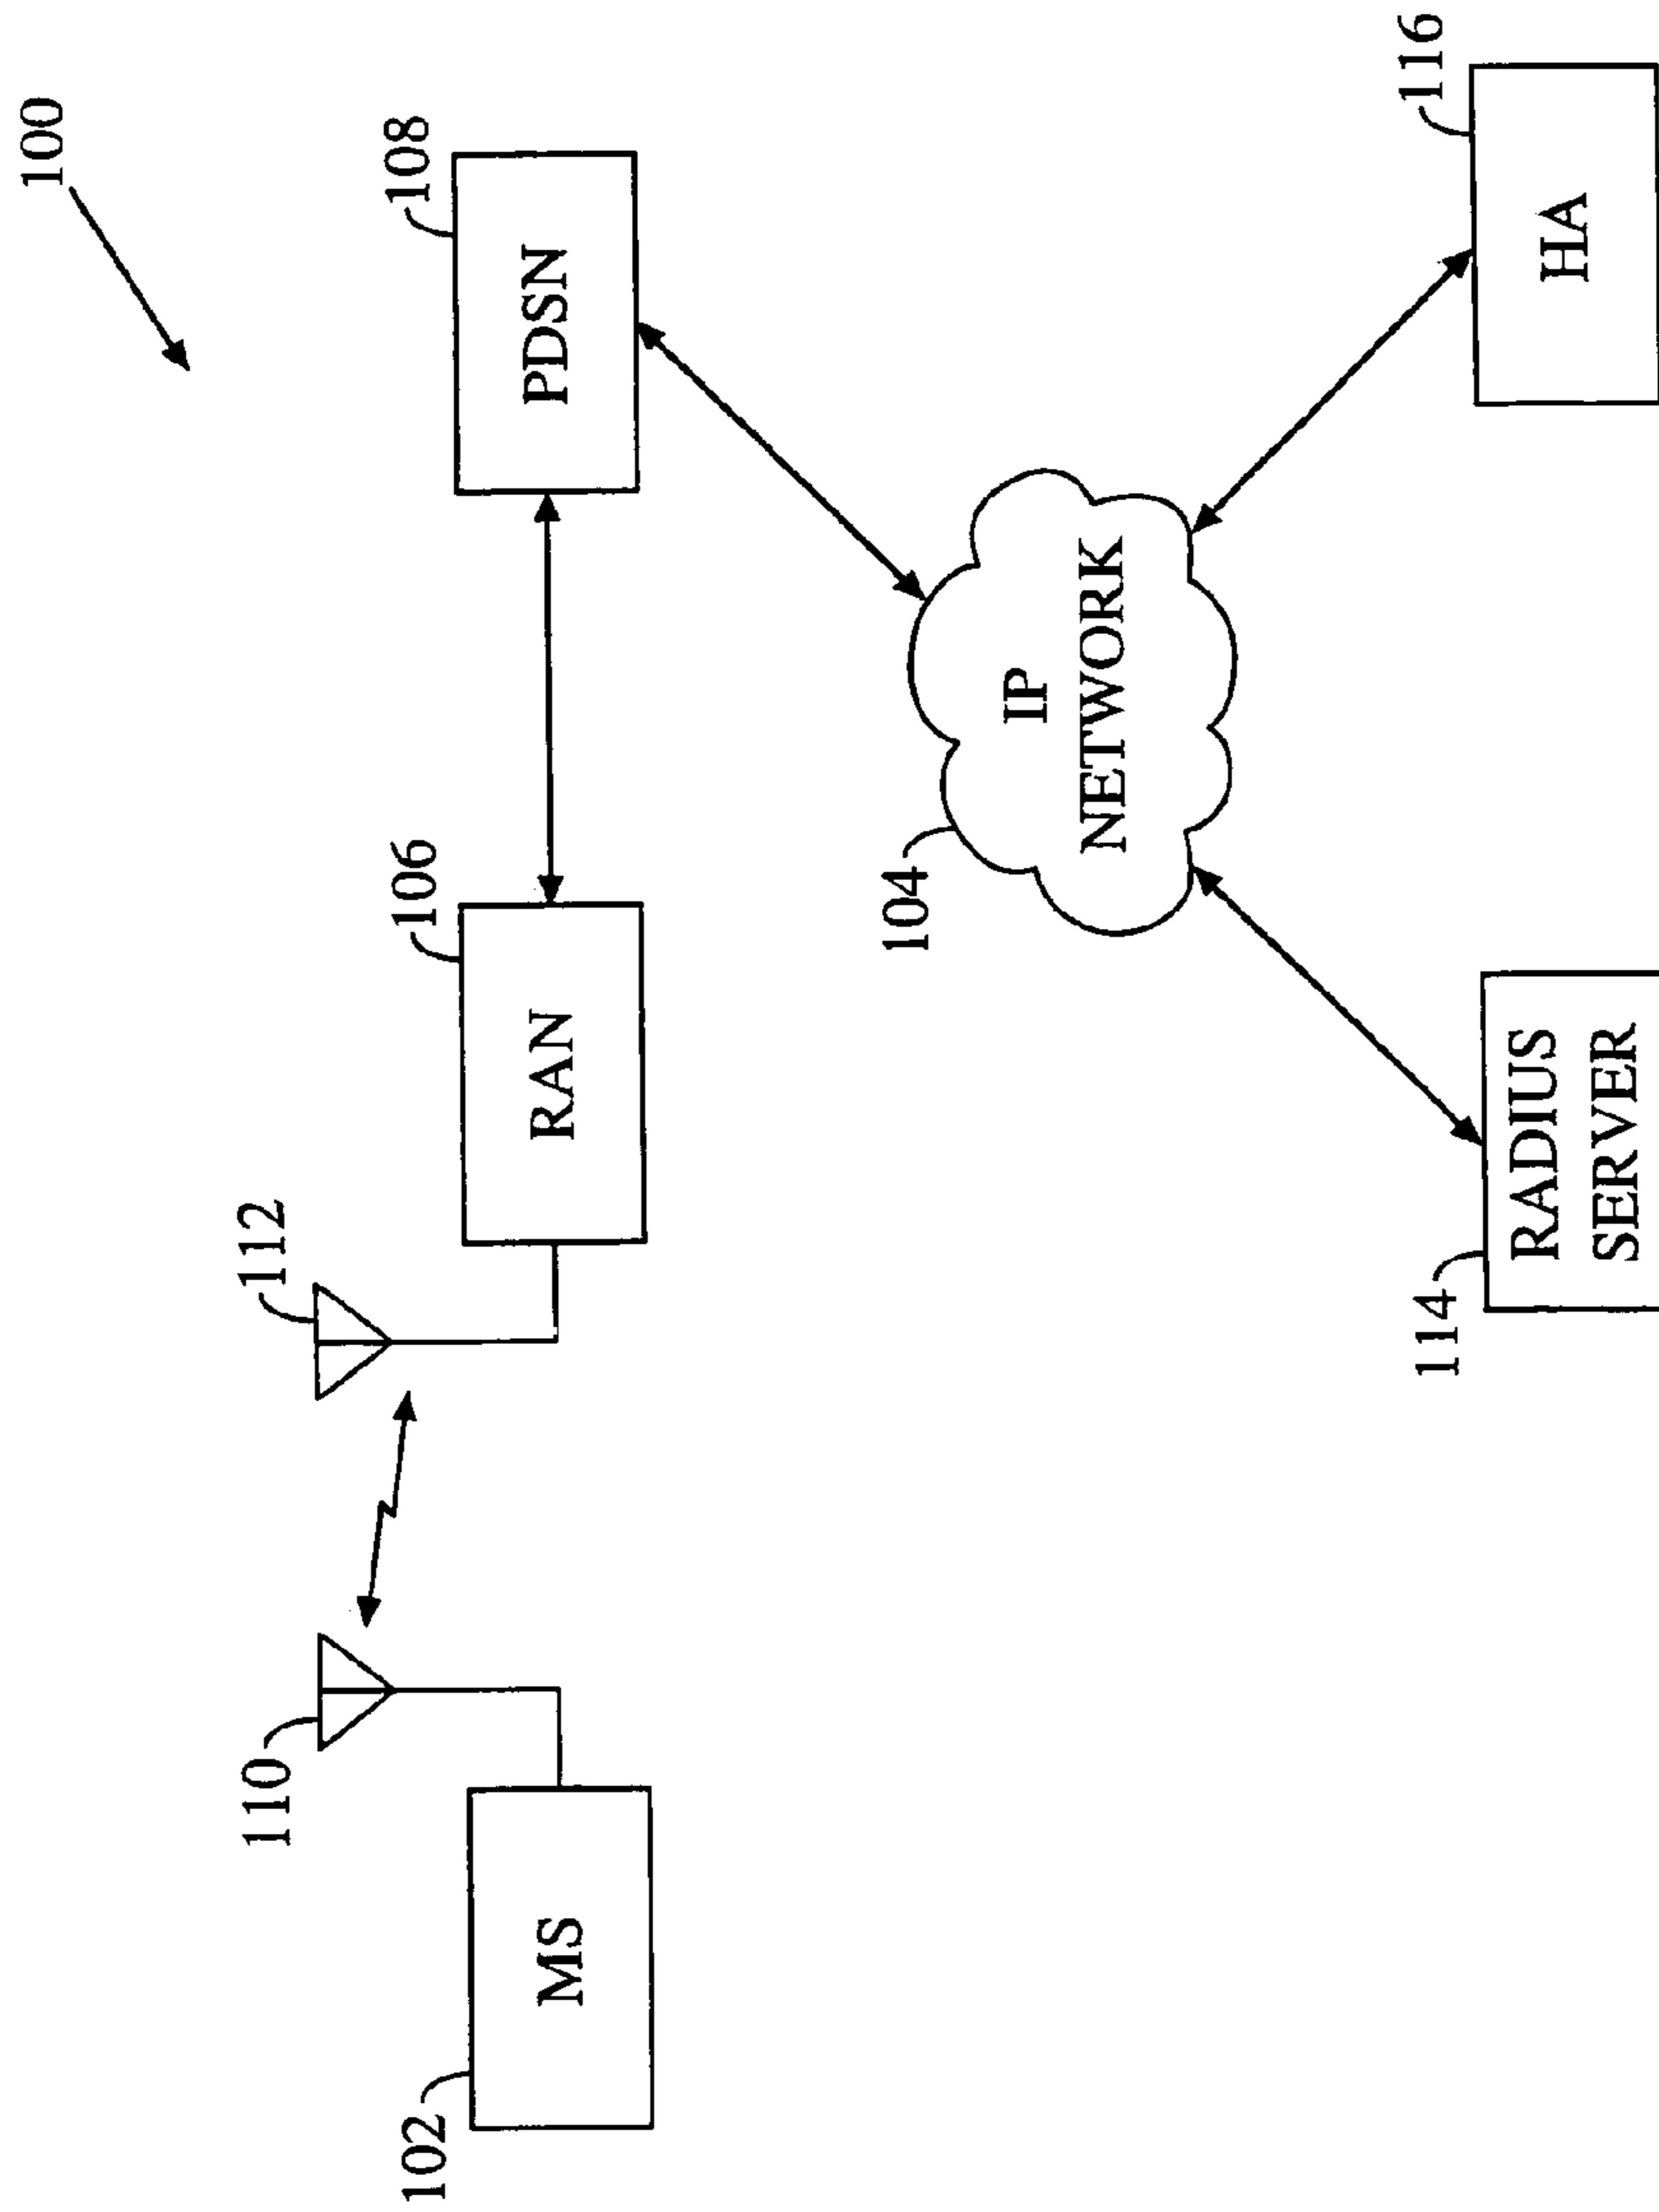 100
110
112
106
108
102
MS
RAN
PDSN
104
IP
NETWORK
114
RADIUS
SERVER
116
HA